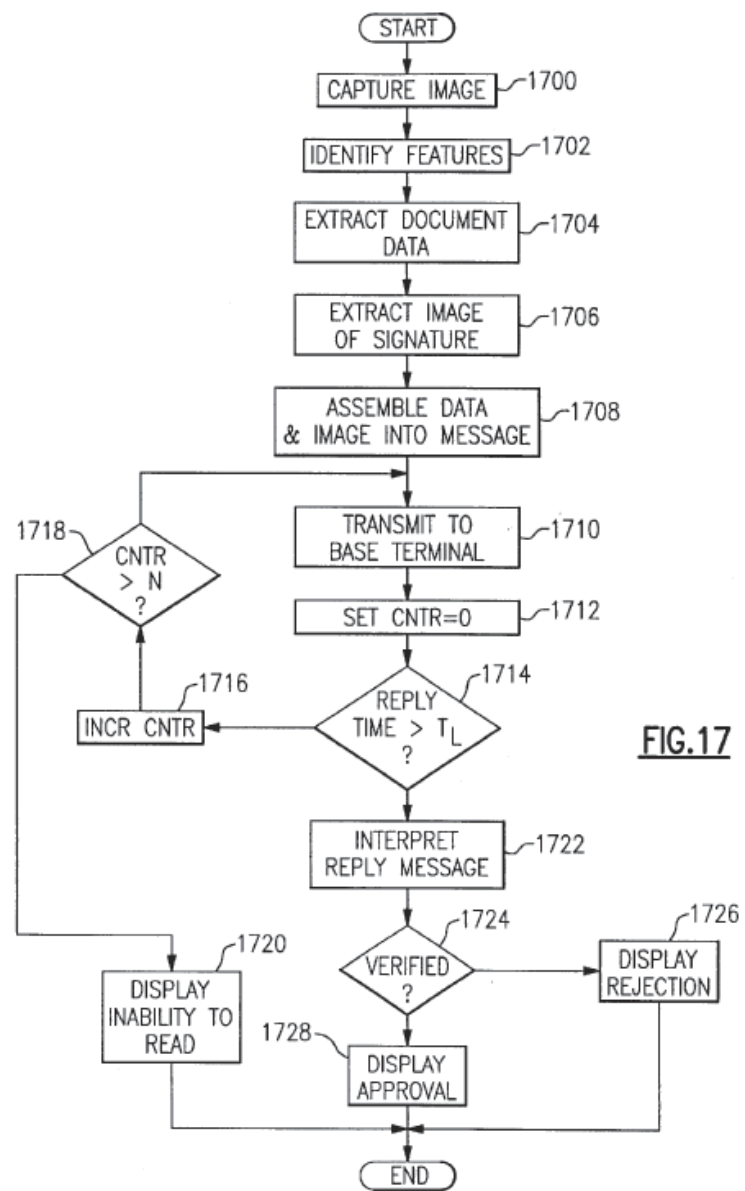 START
CAPTURE IMAGE
1700
IDENTIFY FEATURES
1702
EXTRACT DOCUMENT
DATA
1704
EXTRACT IMAGE
OF SIGNATURE
1706
ASSEMBLE DATA
& IMAGE INTO MESSAGE
1708
TRANSMIT TO
BASE TERMINAL
1710
SET CNTR=0
1712
REPLY
TIME > TL
?
1714
INCR CNTR
1716
CNTR
> N
?
1718
DISPLAY
INABILITY TO
READ
1720
INTERPRET
REPLY MESSAGE
1722
VERIFIED
?
1724
DISPLAY
REJECTION
1726
DISPLAY
APPROVAL
1728
END
FIG.17